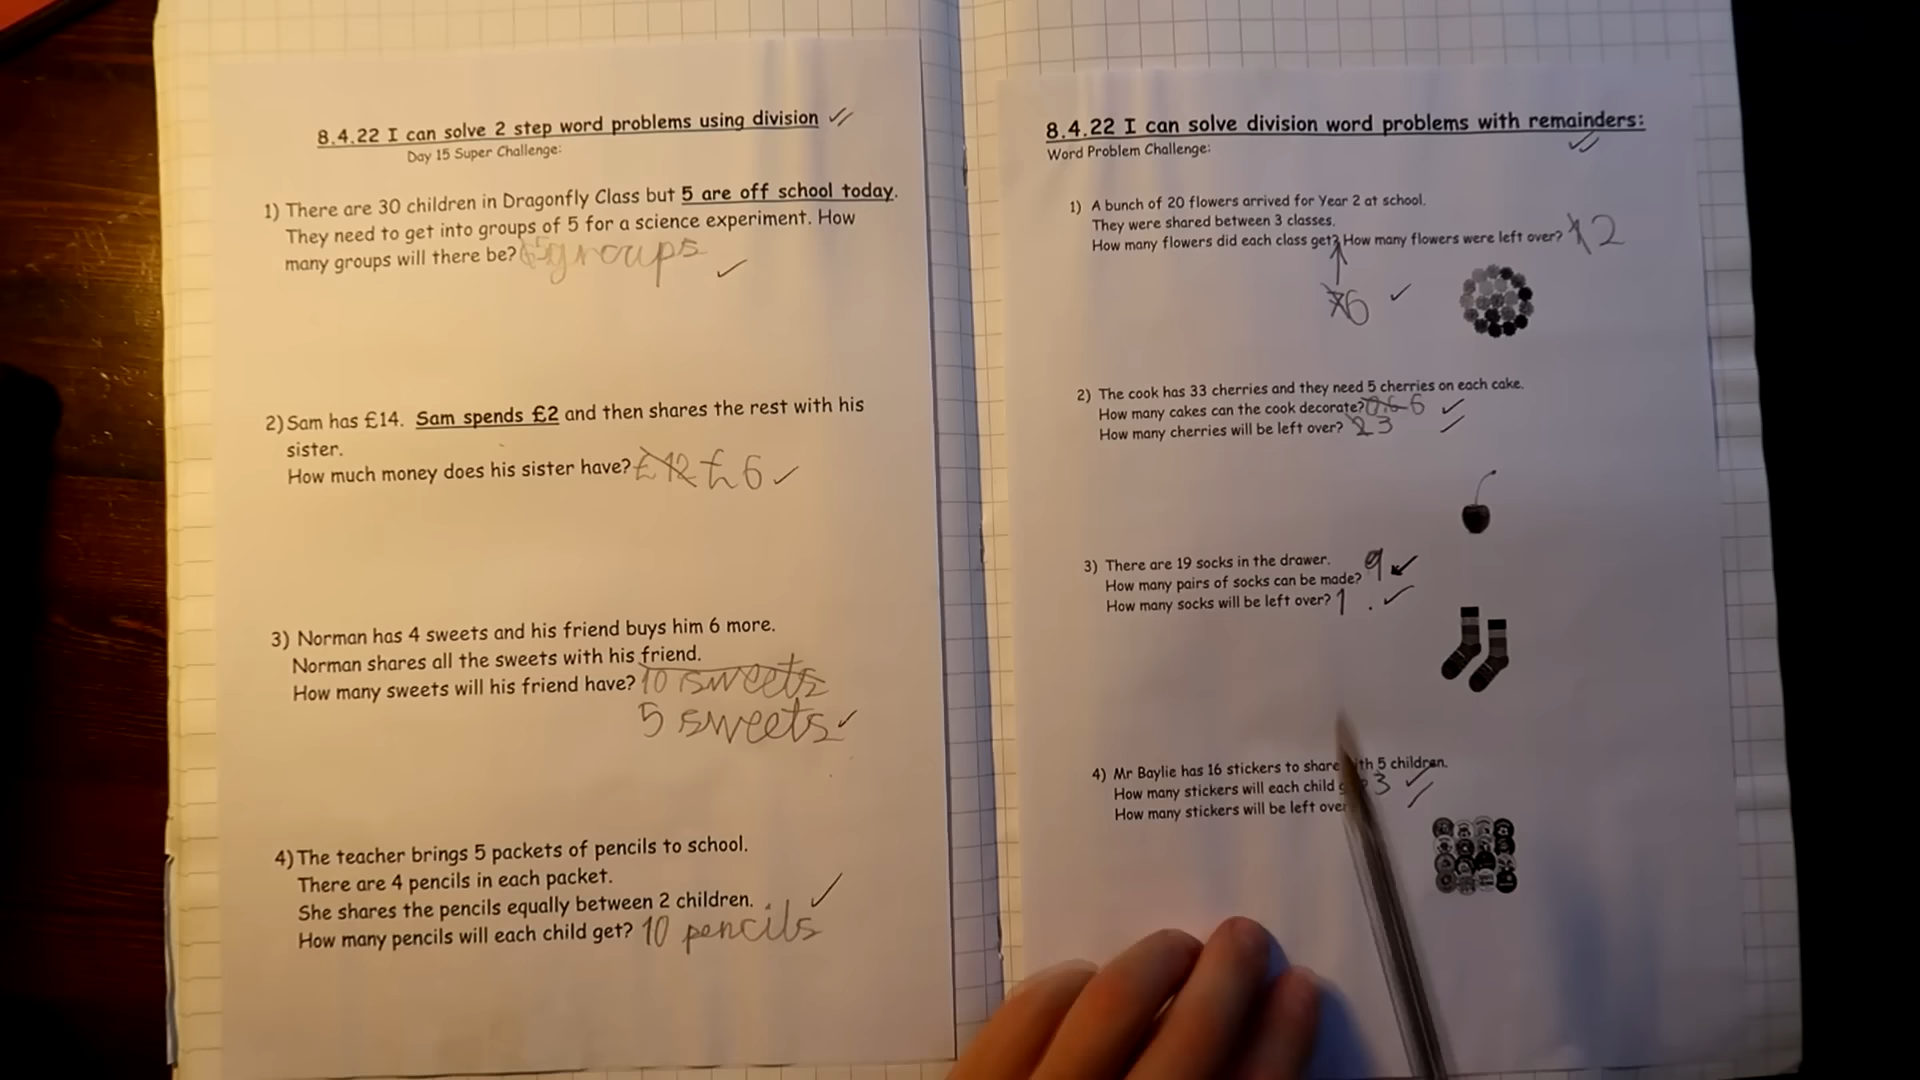 8.4.22 I can solve 2 step word problems using division
Day 15 Super Challenge:
1) There are 30 children in Dragonfly Class but 5 are off school today.
They need to get into groups of 5 for a science experiment. How
many groups will there be? 5 groups
2) Sam has £14. Sam spends £2 and then shares the rest with his
sister.
How much money does his sister have? £12 £6
3) Norman has 4 sweets and his friend buys him 6 more.
Norman shares all the sweets with his friend.
How many sweets will his friend have? 10 sweets
5 sweets
4) The teacher brings 5 packets of pencils to school.
There are 4 pencils in each packet.
She shares the pencils equally between 2 children.
How many pencils will each child get? 10 pencils
8.4.22 I can solve division word problems with remainders:
Word Problem Challenge:
1) A bunch of 20 flowers arrived for Year 2 at school.
They were shared between 3 classes.
How many flowers did each class get? How many flowers were left over? 2
6
2) The cook has 33 cherries and they need 5 cherries on each cake.
How many cakes can the cook decorate? 6
How many cherries will be left over? 2 3
3) There are 19 socks in the drawer.
How many pairs of socks can be made? 9
How many socks will be left over? 1
4) Mr Baylie has 16 stickers to share with 5 children.
How many stickers will each child 3
How many stickers will be left over